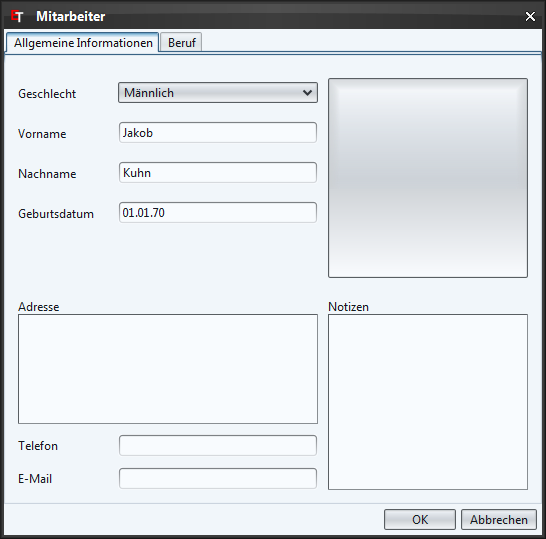 ET Mitarbeiter
Allgemeine Informationen Beruf
Geschlecht Männlich
Vorname Jakob
Nachname Kuhn
Geburtsdatum 01.01.70
Adresse Notizen
Telefon
E-Mail
OK Abbrechen